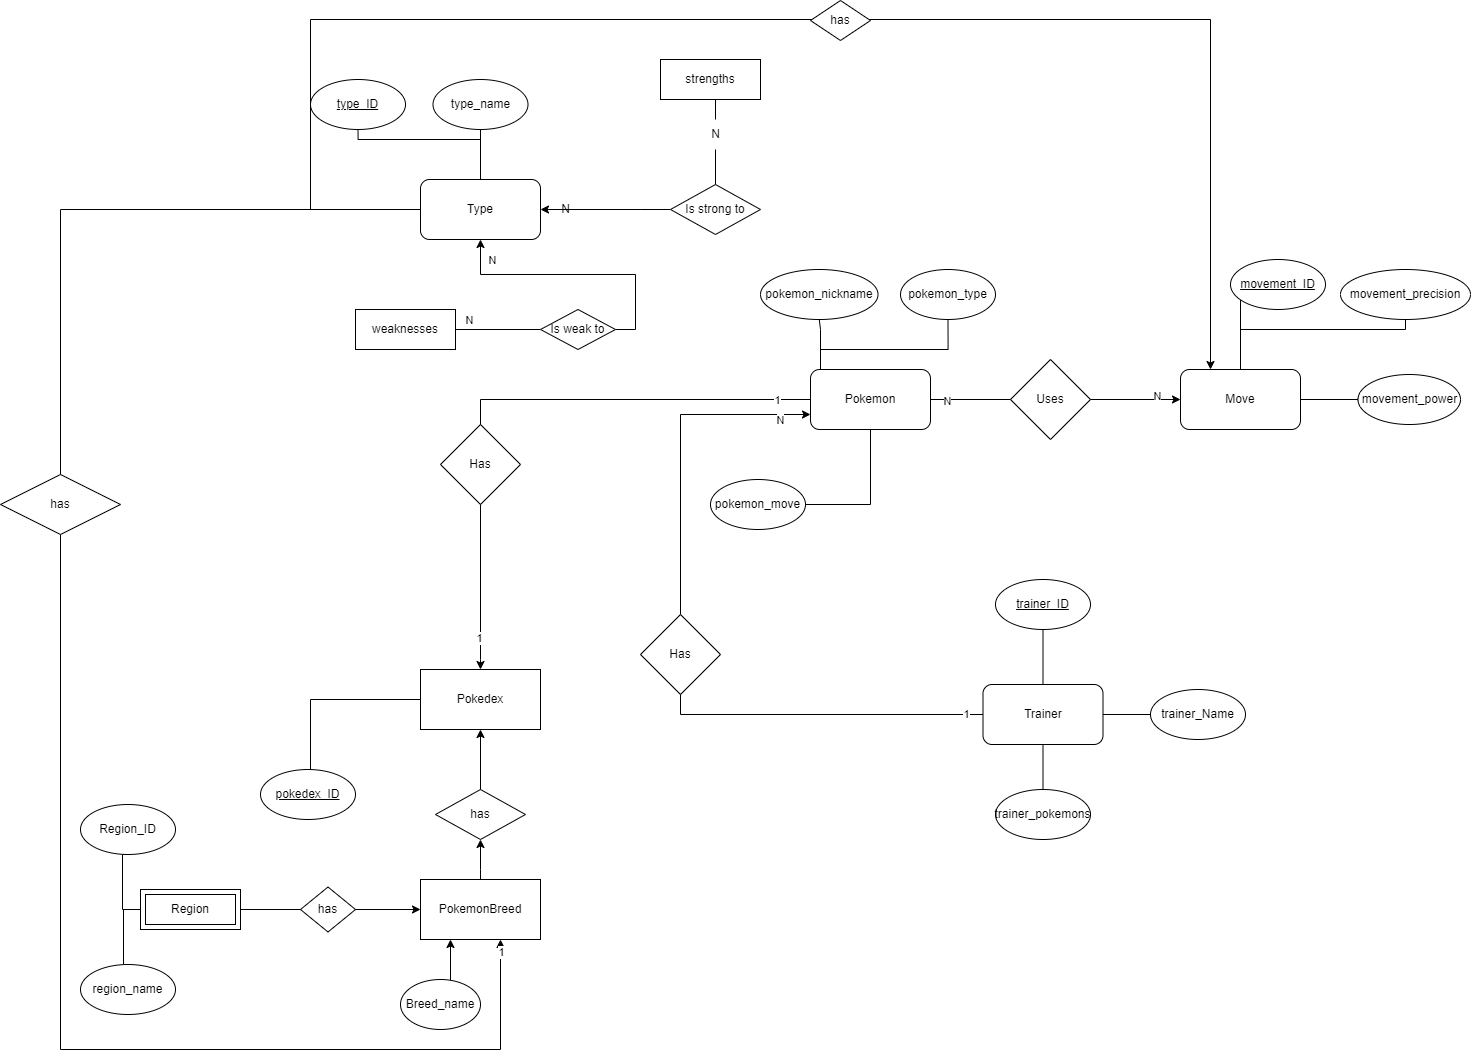 has
strengths
type_ID
type_name
N
Type
N
Is strong to
N
weaknesses
N
Is weak to
pokemon_nickname
pokemon_type
movement_ID
movement_precision
1
N
Pokemon
N
Uses
N
Move
movement_power
Has
has
pokemon_move
trainer_ID
1
Has
Pokedex
1
Trainer
trainer_Name
pokedex_ID
has
trainer_pokemons
Region_ID
Region
has
PokemonBreed
1
region_name
Breed_name